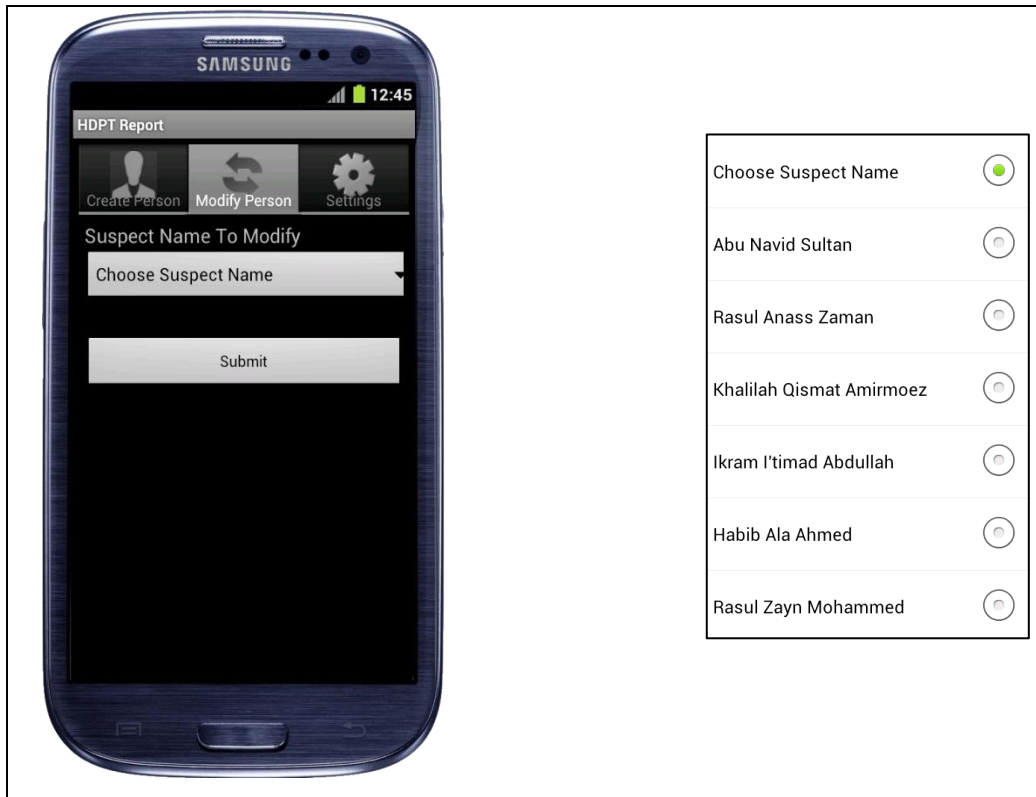 SAMSUNG
12:45
HDPT Report
Create Person Modify Person Settings
Suspect Name To Modify
Choose Suspect Name
Submit
Choose Suspect Name
Abu Navid Sultan
Rasul Anass Zaman
Khalilah Qismat Amirmoez
Ikram I'timad Abdullah
Habib Ala Ahmed
Rasul Zayn Mohammed